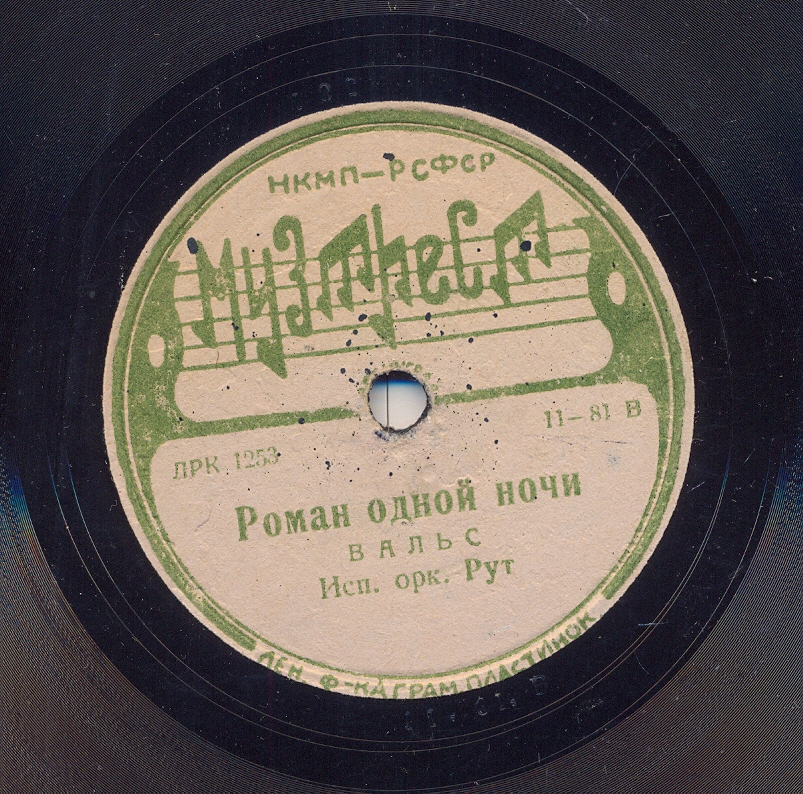 НКМП–РСФСР
Музтрест
ЛРК 1253
11–81 В
Роман одной ночи
ВАЛЬС
Исп. орк. Рут
ЛЕН. Ф-КА ГРАМ.ПЛАСТИНОК